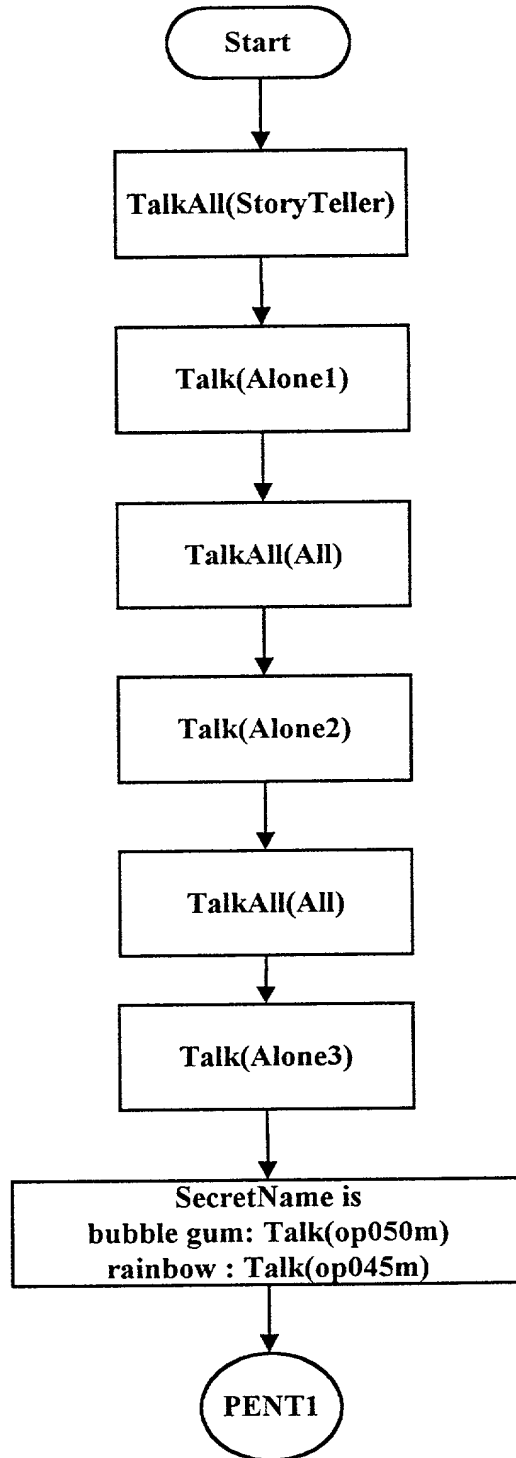 Start
TalkAll(StoryTeller)
Talk(Alone1)
TalkAll(All)
Talk(Alone2)
TalkAll(All)
Talk(Alone3)
SecretName is
bubble gum: Talk(op050m)
rainbow : Talk(op045m)
PENT1